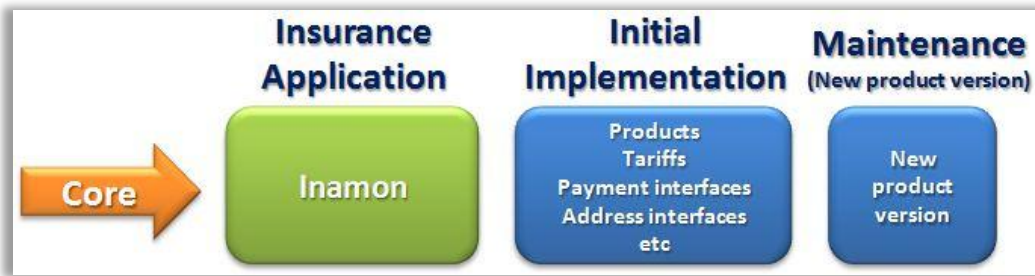 Insurance
Application
Initial
Implementation
Maintenance
(New product version)
Core
Inamon
Products
Tariffs
Payment interfaces
Address interfaces
etc
New
product
version